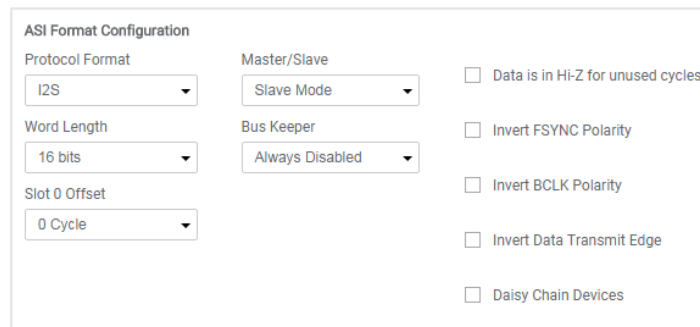 ASI Format Configuration
Protocol Format
I2S
Master/Slave
Slave Mode
Word Length
16 bits
Bus Keeper
Always Disabled
Slot 0 Offset
0 Cycle
Data is in Hi-Z for unused cycles
Invert FSYNC Polarity
Invert BCLK Polarity
Invert Data Transmit Edge
Daisy Chain Devices